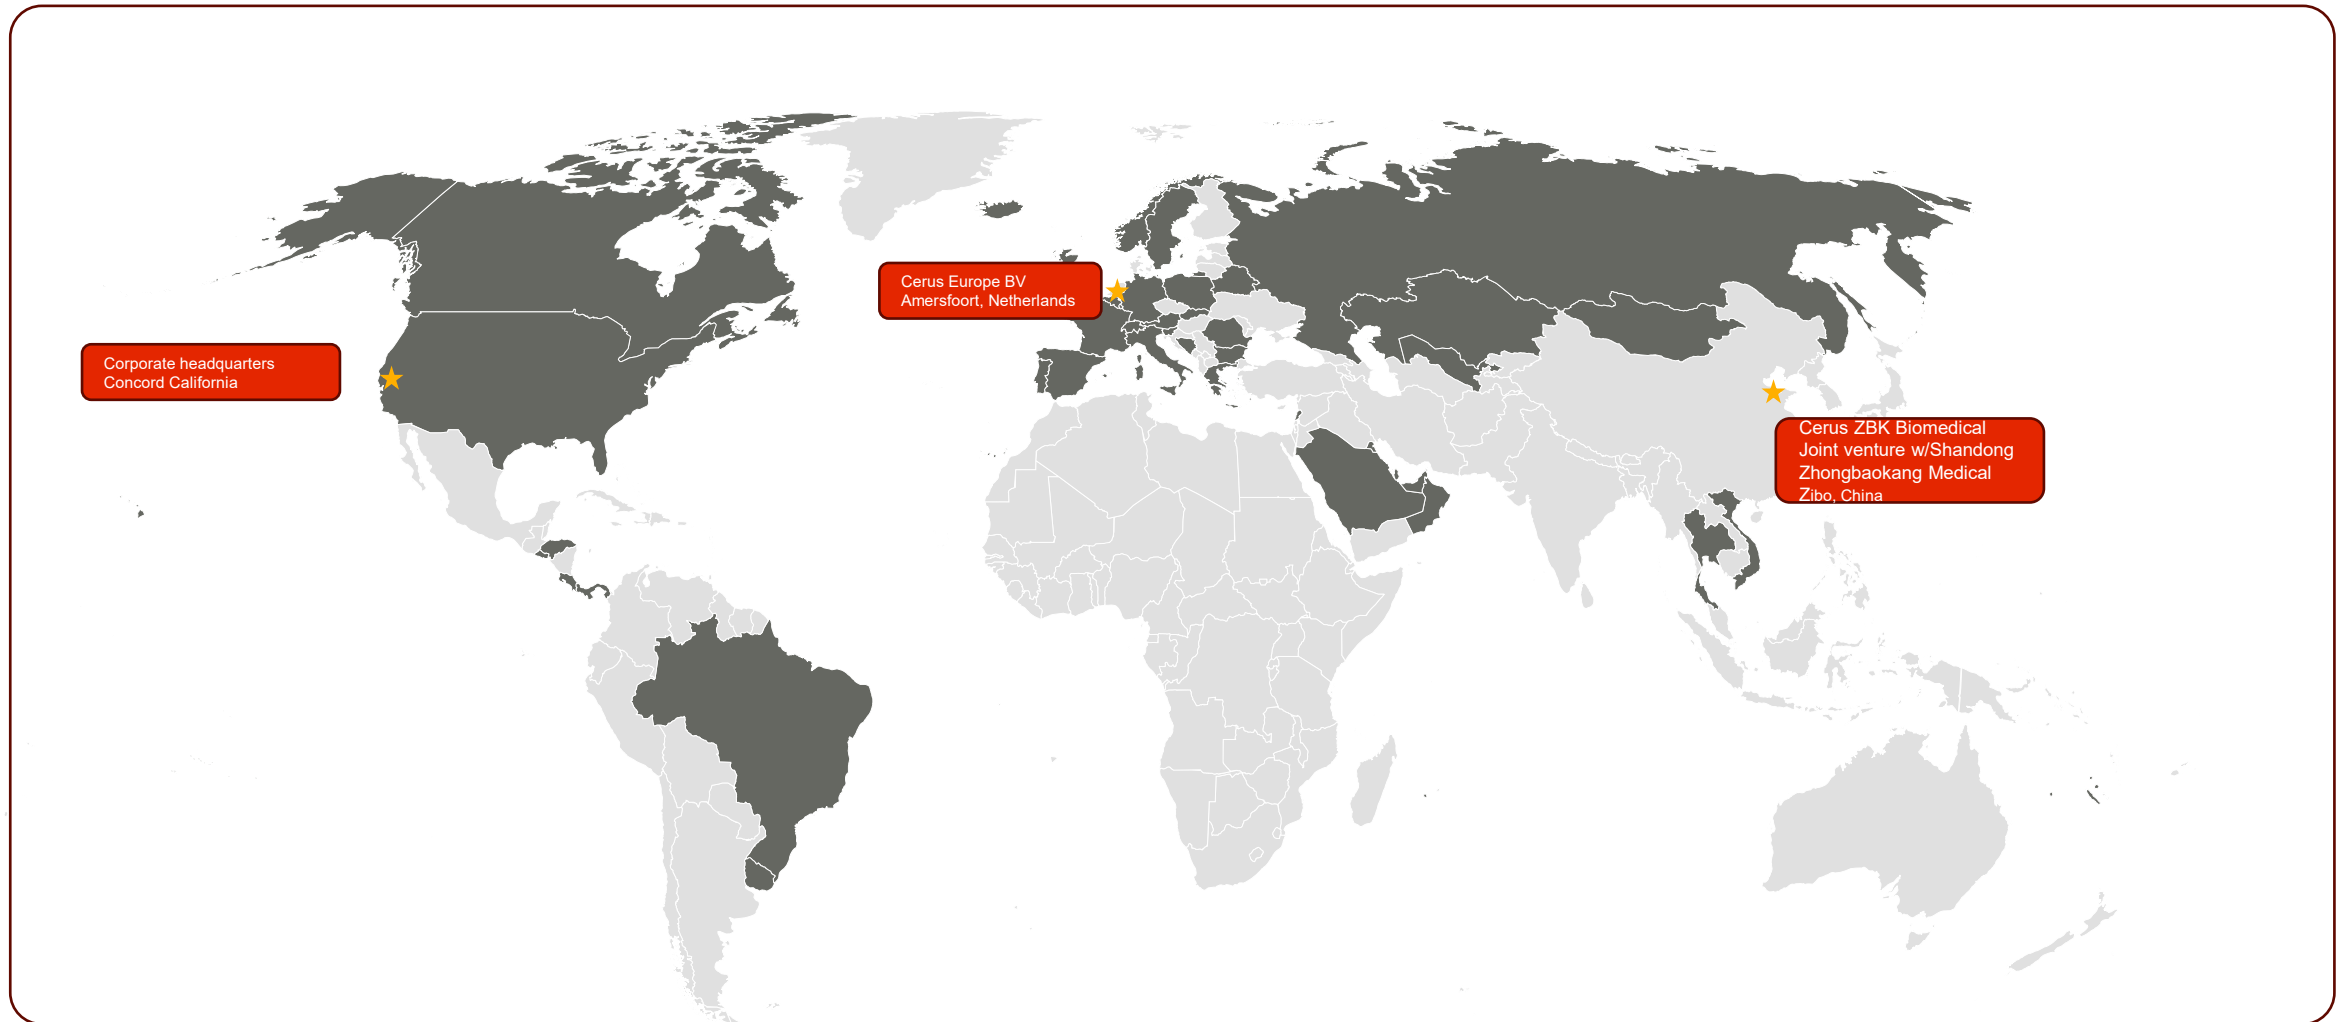 Corporate headquarters
Concord California
Cerus Europe BV
Amersfoort, Netherlands
Cerus ZBK Biomedical
Joint venture w/Shandong
Zhongbaokang Medical
Zibo, China